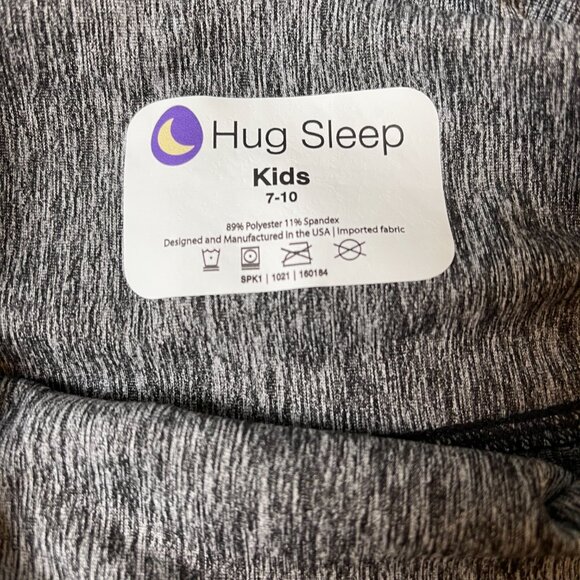 Hug Sleep
Kids
7-10
89% Polyester 11% Spandex
Designed and Manufactured In the USA | Imported fabric
SPK1 | 1021 | 160184